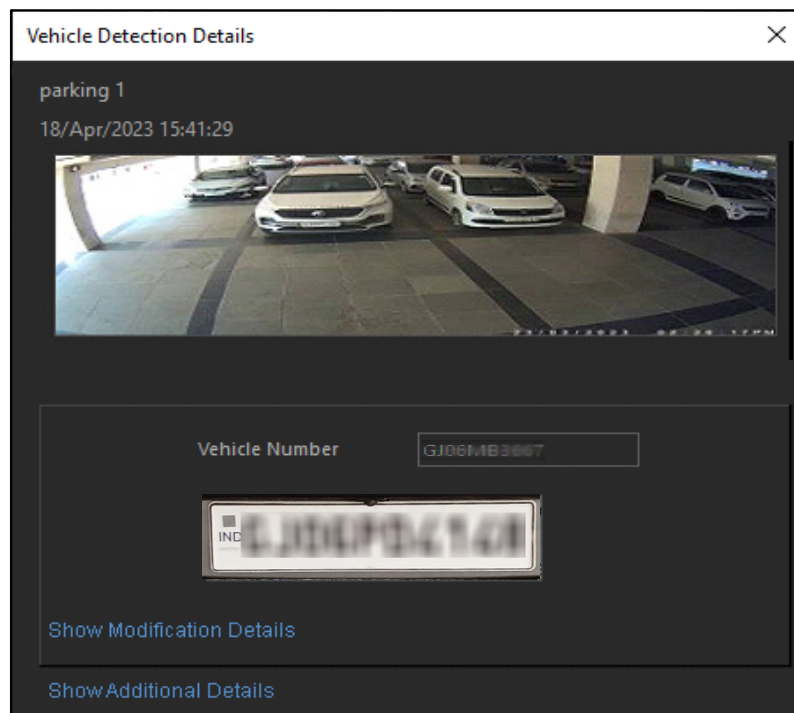 Vehicle Detection Details
parking 1
18/Apr/2023 15:41:29
Vehicle Number
IND
Show Modification Details
Show Additional Details